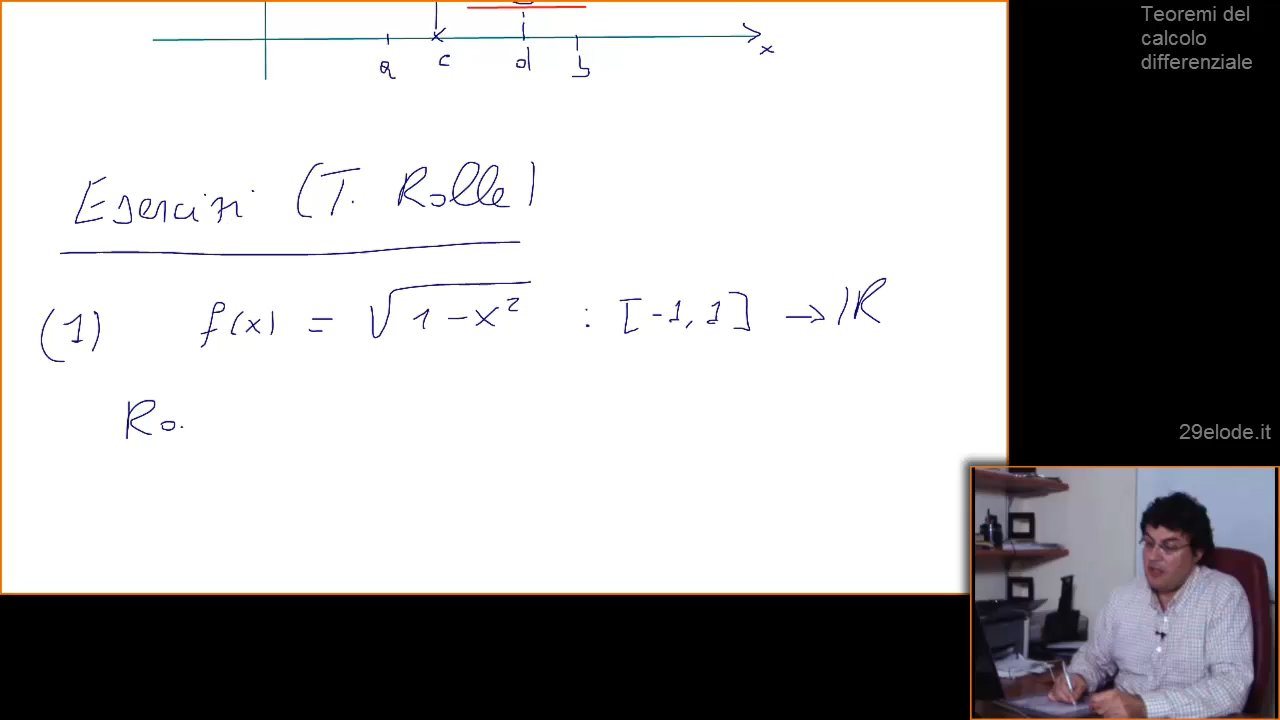 Teoremi del
calcolo
differenziale
a c d b x
Esercizi (T. Rolle)
(1) f(x) = √1-x² : [-1, 1] → ℝ
Ro.
29elode.it